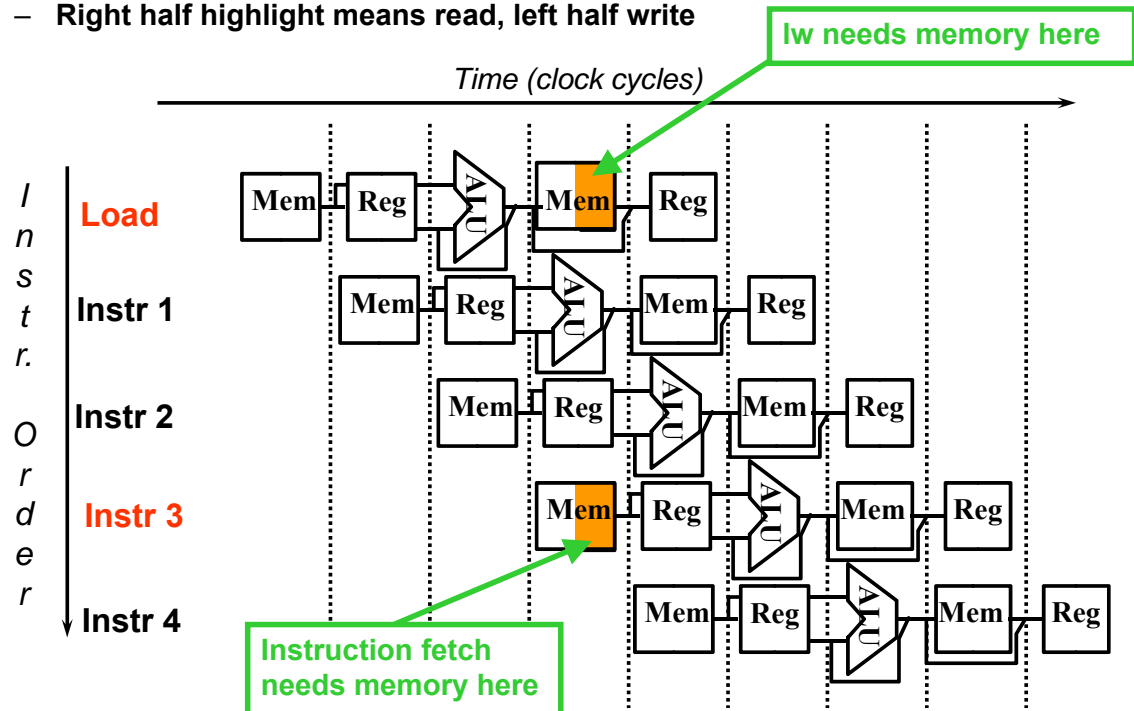 – Right half highlight means read, left half write
lw needs memory here
Time (clock cycles)
Instr. Order
Load
Mem Reg ALU Mem Reg
Instr 1
Mem Reg ALU Mem Reg
Instr 2
Mem Reg ALU Mem Reg
Instr 3
Mem Reg ALU Mem Reg
Instr 4
Mem Reg ALU Mem Reg
Instruction fetch
needs memory here